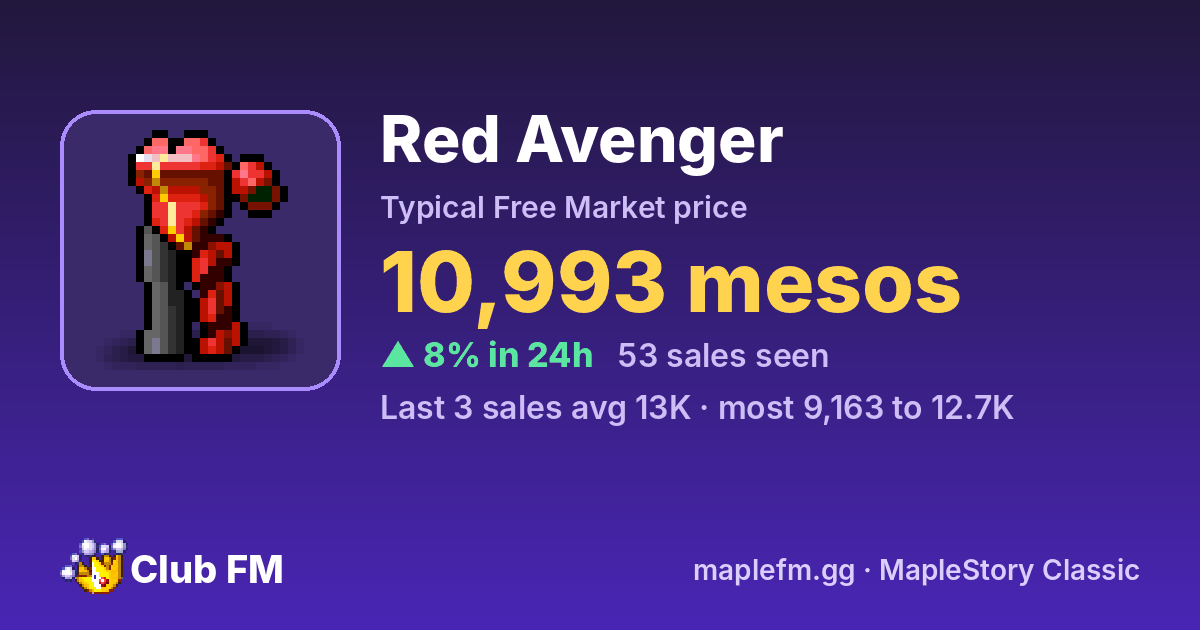 Red Avenger
Typical Free Market price
10,993 mesos
▲ 8% in 24h 53 sales seen
Last 3 sales avg 13K · most 9,163 to 12.7K
Club FM
maplefm.gg · MapleStory Classic